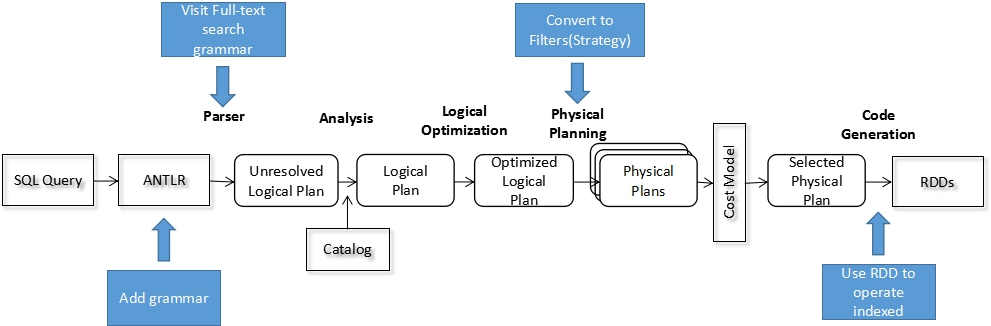 Visit Full-text
search
grammar
Convert to
Filters(Strategy)
Parser
Analysis
Logical
Optimization
Physical
Planning
Code
Generation
SQL Query
ANTLR
Unresolved
Logical Plan
Logical
Plan
Optimized
Logical
Plan
Physical
Plans
Cost Model
Selected
Physical
Plan
RDDs
Catalog
Add grammar
Use RDD to
operate
indexed